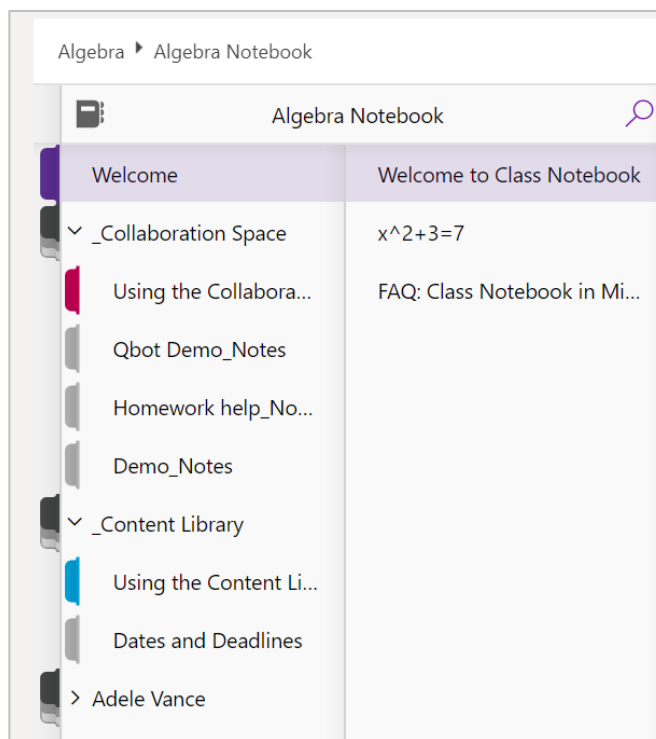 Algebra Algebra Notebook
Algebra Notebook
Welcome
_Collaboration Space
Using the Collabora...
Qbot Demo_Notes
Homework help_No...
Demo_Notes
_Content Library
Using the Content Li...
Dates and Deadlines
Adele Vance
Welcome to Class Notebook
x^2+3=7
FAQ: Class Notebook in Mi...